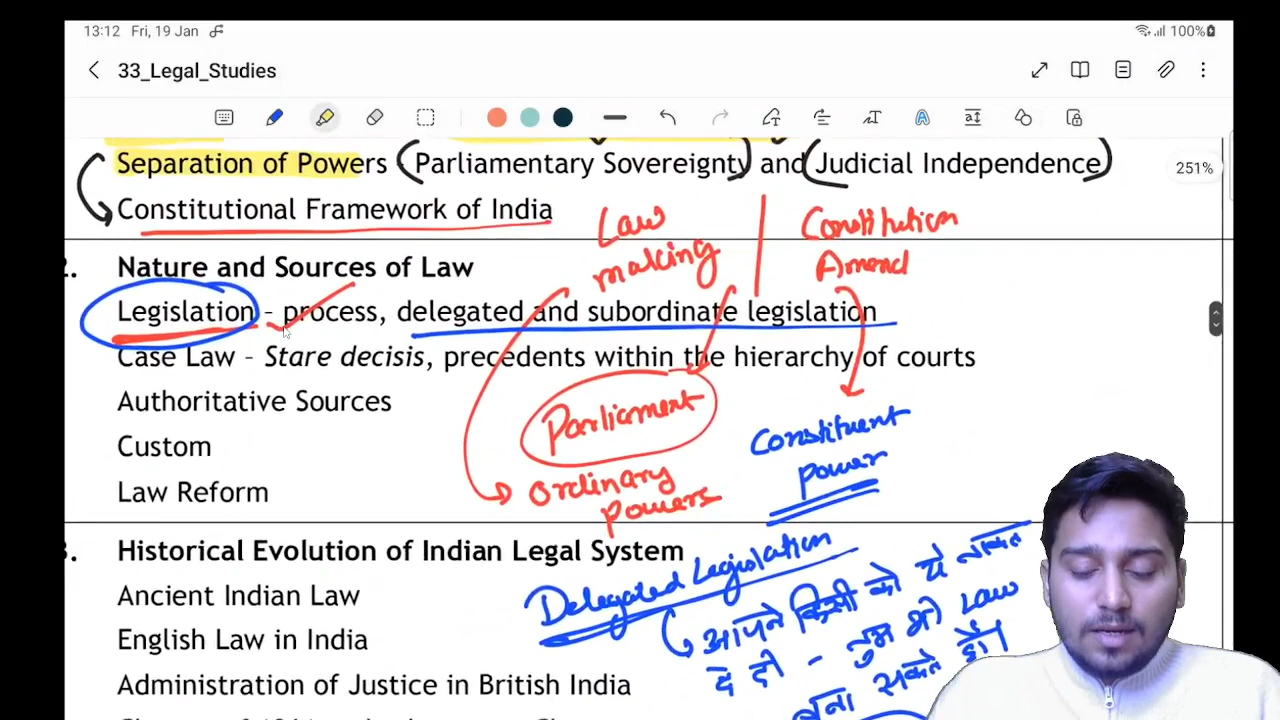 13:12 Fri, 19 Jan
100%
33_Legal_Studies
251%
Separation of Powers (Parliamentary Sovereignty) and (Judicial Independence)
Constitutional Framework of India
Law making
Constitution Amend
2. Nature and Sources of Law
Legislation - process, delegated and subordinate legislation
Case Law - Stare decisis, precedents within the hierarchy of courts
Authoritative Sources
Parliament
Constituent power
Custom
Law Reform
Ordinary powers
3. Historical Evolution of Indian Legal System
Delegated Legislation
Ancient Indian Law
English Law in India
आपने किसी को ये
दे दी - तुम भी Law
बना सकते हो।
Administration of Justice in British India